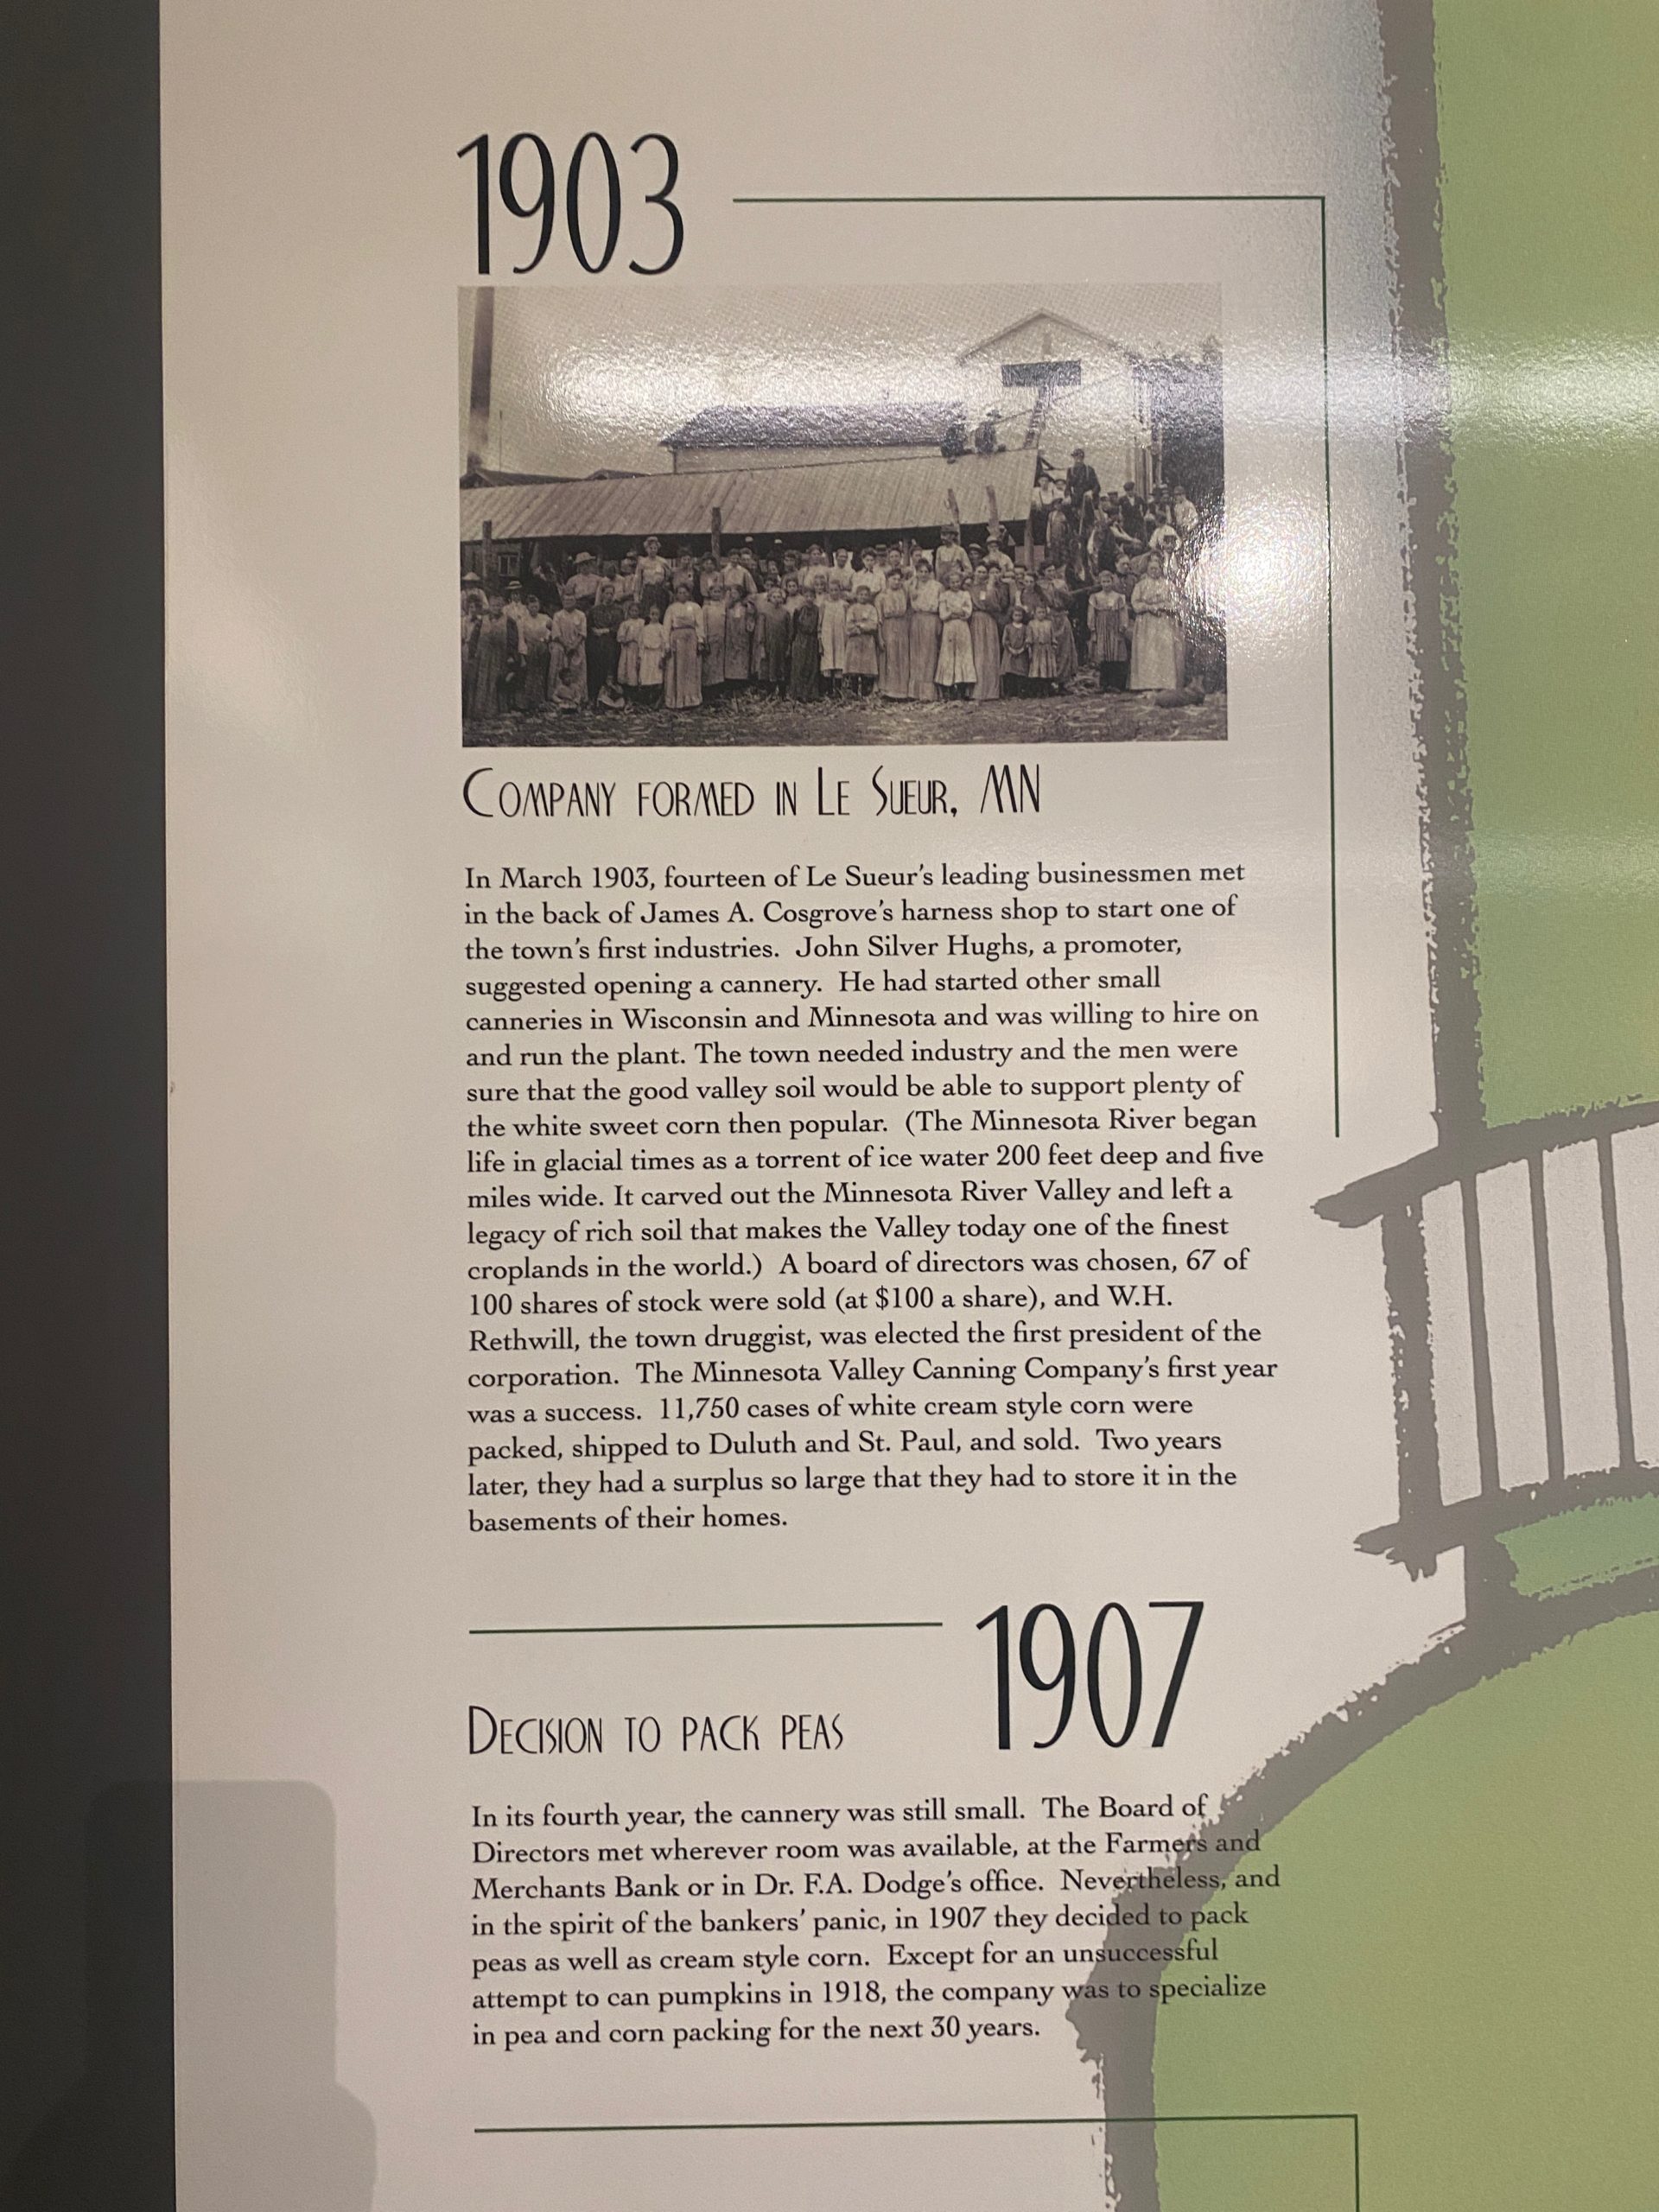 1903
Company formed in Le Sueur, MN
In March 1903, fourteen of Le Sueur's leading businessmen met
in the back of James A. Cosgrove's harness shop to start one of
the town's first industries.  John Silver Hughs, a promoter,
suggested opening a cannery.  He had started other small
canneries in Wisconsin and Minnesota and was willing to hire on
and run the plant. The town needed industry and the men were
sure that the good valley soil would be able to support plenty of
the white sweet corn then popular.  (The Minnesota River began
life in glacial times as a torrent of ice water 200 feet deep and five
miles wide. It carved out the Minnesota River Valley and left a
legacy of rich soil that makes the Valley today one of the finest
croplands in the world.)  A board of directors was chosen, 67 of
100 shares of stock were sold (at $100 a share), and W.H.
Rethwill, the town druggist, was elected the first president of the
corporation.  The Minnesota Valley Canning Company's first year
was a success.  11,750 cases of white cream style corn were
packed, shipped to Duluth and St. Paul, and sold.  Two years
later, they had a surplus so large that they had to store it in the
basements of their homes.
1907
Decision to pack peas
In its fourth year, the cannery was still small.  The Board of
Directors met wherever room was available, at the Farmers and
Merchants Bank or in Dr. F.A. Dodge's office.  Nevertheless, and
in the spirit of the bankers' panic, in 1907 they decided to pack
peas as well as cream style corn.  Except for an unsuccessful
attempt to can pumpkins in 1918, the company was to specialize
in pea and corn packing for the next 30 years.